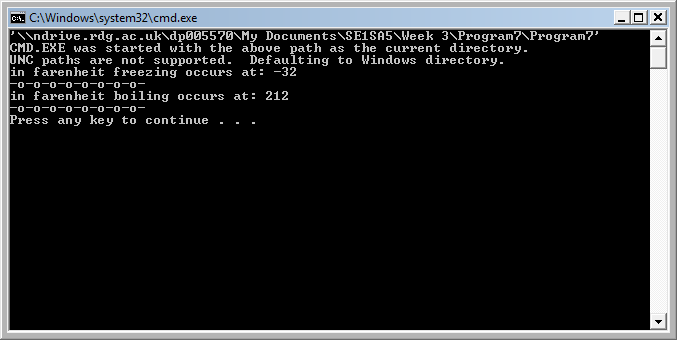 C:\Windows\system32\cmd.exe
'\\ndrive.rdg.ac.uk\dp005570\My Documents\SE1SA5\Week 3\Program7\Program7'
CMD.EXE was started with the above path as the current directory.
UNC paths are not supported.  Defaulting to Windows directory.
in farenheit freezing occurs at: -32
-o-o-o-o-o-o-o-o-
in farenheit boiling occurs at: 212
-o-o-o-o-o-o-o-o-
Press any key to continue . . .